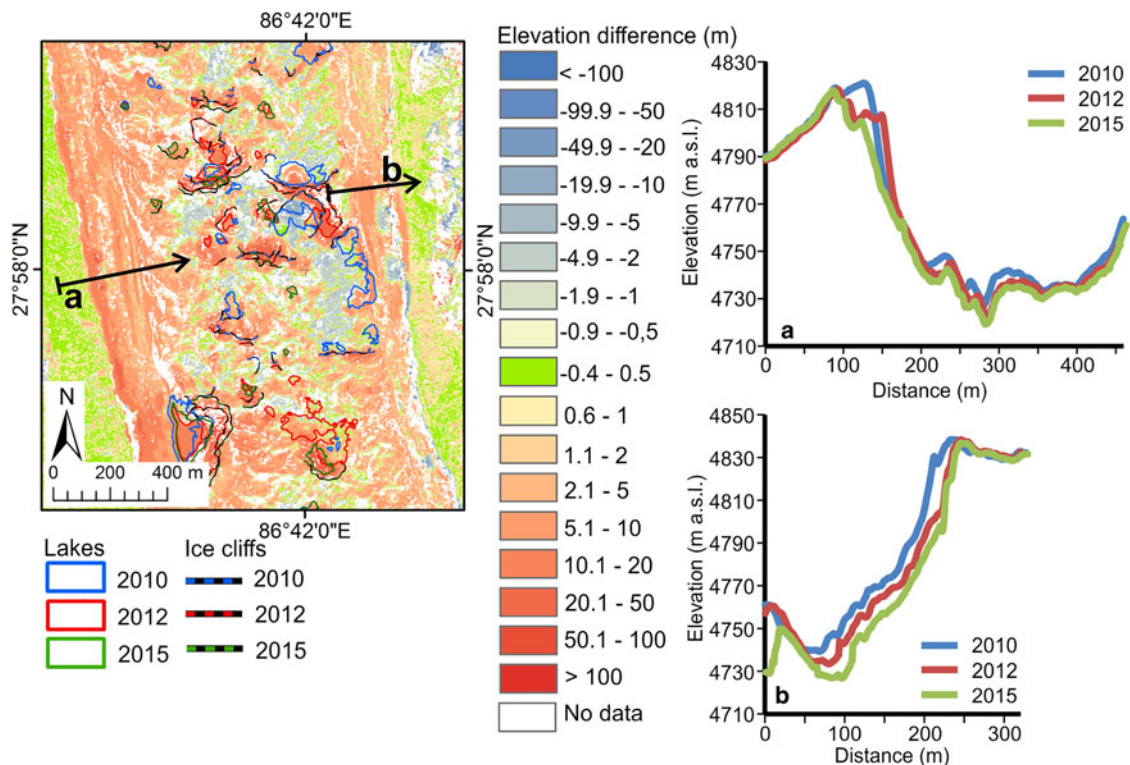 86°42'0"E
27°58'0"N
a
b
N
0 200 400 m
27°58'0"N
86°42'0"E
Lakes
2010
2012
2015
Ice cliffs
2010
2012
2015
Elevation difference (m)
< -100
-99.9 - -50
-49.9 - -20
-19.9 - -10
-9.9 - -5
-4.9 - -2
-1.9 - -1
-0.9 - -0,5
-0.4 - 0.5
0.6 - 1
1.1 - 2
2.1 - 5
5.1 - 10
10.1 - 20
20.1 - 50
50.1 - 100
> 100
No data
Elevation (m a.s.l.)
4830
4810
4790
4760
4730
4710
2010
2012
2015
a
0 100 200 300 400
Distance (m)
Elevation (m a.s.l.)
4850
4830
4810
4790
4770
4750
4730
4710
2010
2012
2015
b
0 100 200 300
Distance (m)